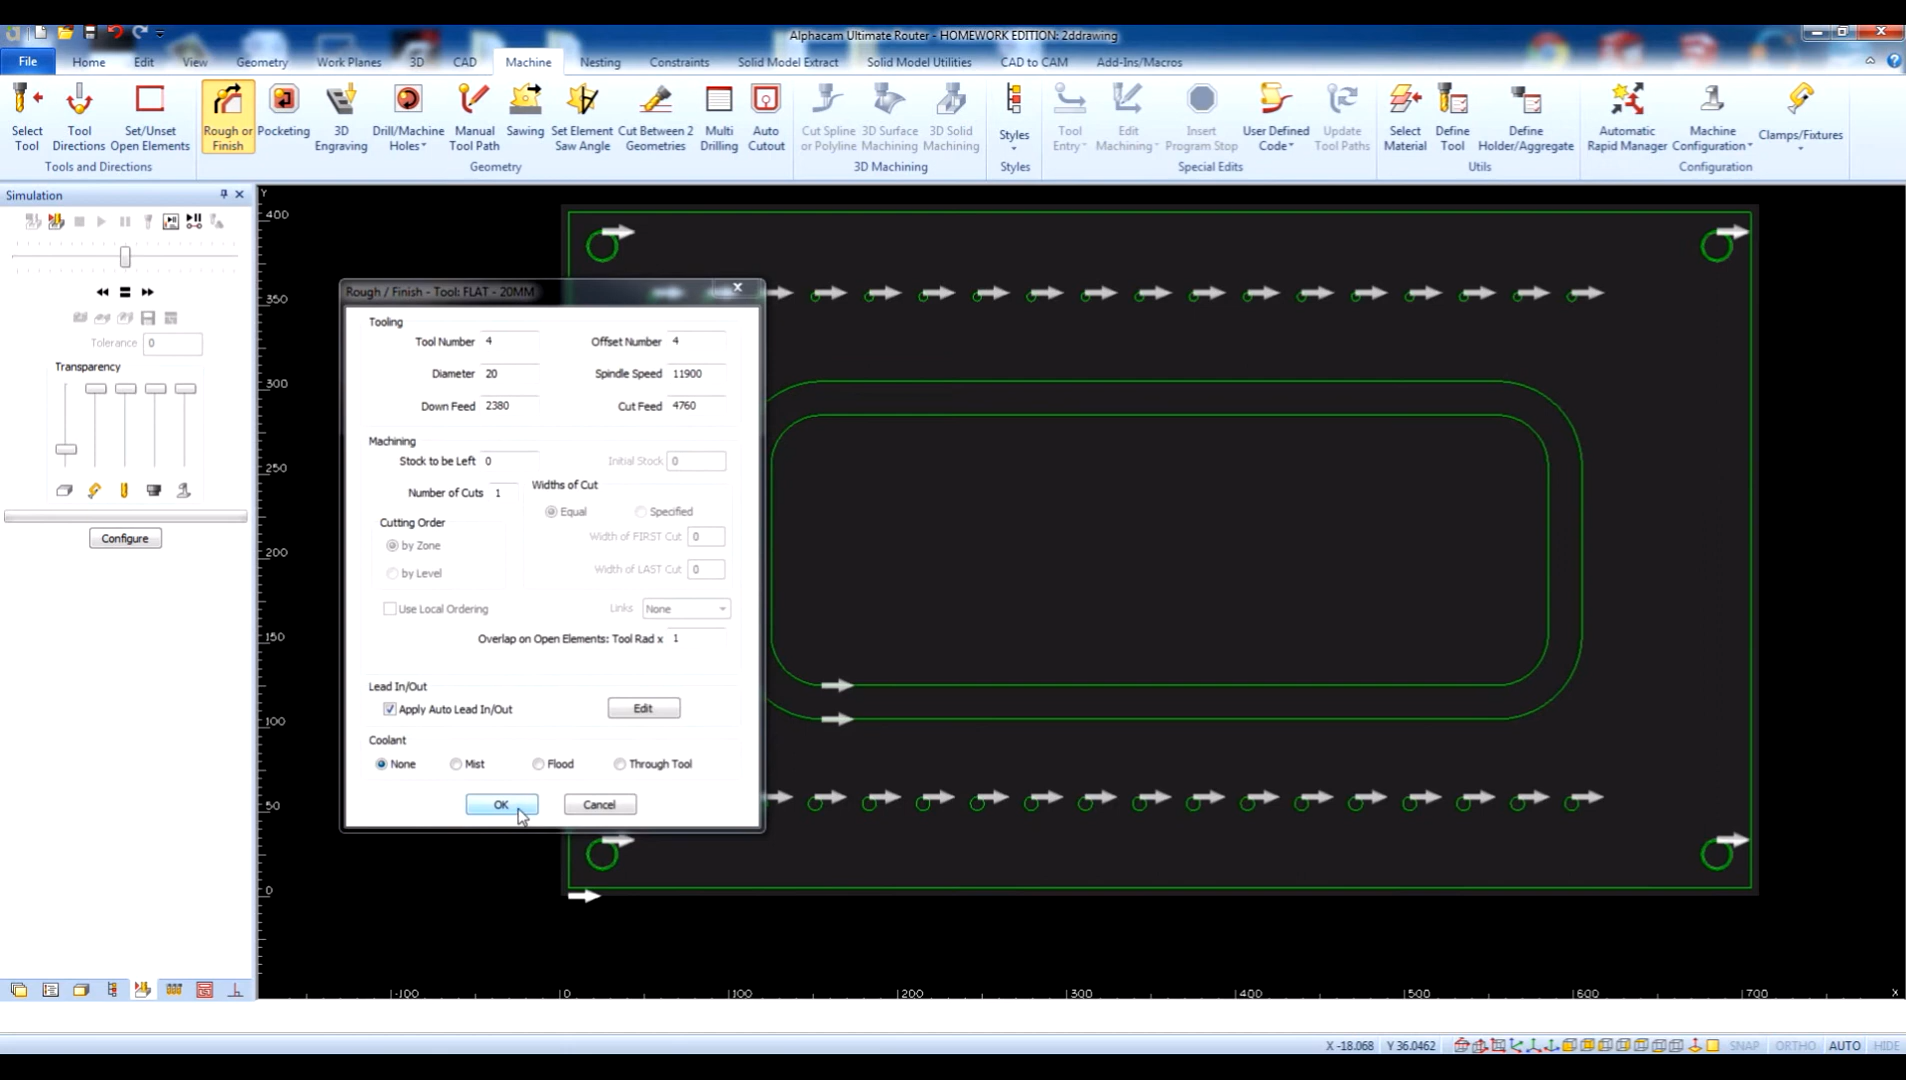 Alphacam Ultimate Router - HOMEWORK EDITION: 2ddrawing
File Home Edit View Geometry Work Planes 3D CAD Machine Nesting Constraints Solid Model Extract Solid Model Utilities CAD to CAM Add-Ins/Macros
Select Tool
Tool Directions
Set/Unset Open Elements
Rough or Finish
Pocketing
3D Engraving
Drill/Machine Holes
Manual Tool Path
Sawing
Set Element Saw Angle
Cut Between 2 Geometries
Multi Drilling
Auto Cutout
Cut Spline or Polyline
3D Surface Machining
3D Solid Machining
Styles
Tool Entry
Edit Machining
Insert Program Stop
User Defined Code
Update Tool Paths
Select Material
Define Tool
Define Holder/Aggregate
Automatic Rapid Manager
Machine Configuration
Clamps/Fixtures
Tools and Directions Geometry 3D Machining Styles Special Edits Utils Configuration
Simulation
Tolerance 0
Transparency
Configure
Y
400
350
300
250
200
150
100
50
0
Rough / Finish - Tool: FLAT - 20MM
Tooling
Tool Number 4 Offset Number 4
Diameter 20 Spindle Speed 11900
Down Feed 2380 Cut Feed 4760
Machining
Stock to be Left 0 Initial Stock 0
Number of Cuts 1
Widths of Cut
Equal Specified
Cutting Order
Width of FIRST Cut 0
by Zone
Width of LAST Cut 0
by Level
Use Local Ordering Links None
Overlap on Open Elements: Tool Rad x 1
Lead In/Out
Apply Auto Lead In/Out Edit
Coolant
None Mist Flood Through Tool
OK Cancel
-100 0 100 200 300 400 500 600 700 X
X -18.068 Y 36.0462 SNAP ORTHO AUTO HIDE